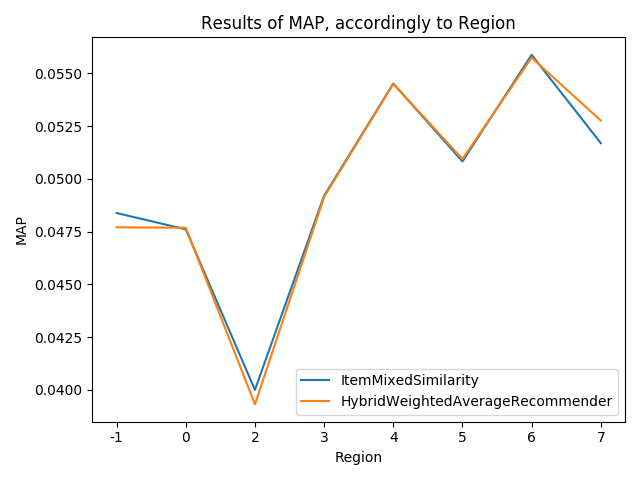 Results of MAP, accordingly to Region
0.0550
0.0525
0.0500
0.0475
0.0450
0.0425
0.0400
MAP
ItemMixedSimilarity
HybridWeightedAverageRecommender
-1 0 2 3 4 5 6 7
Region